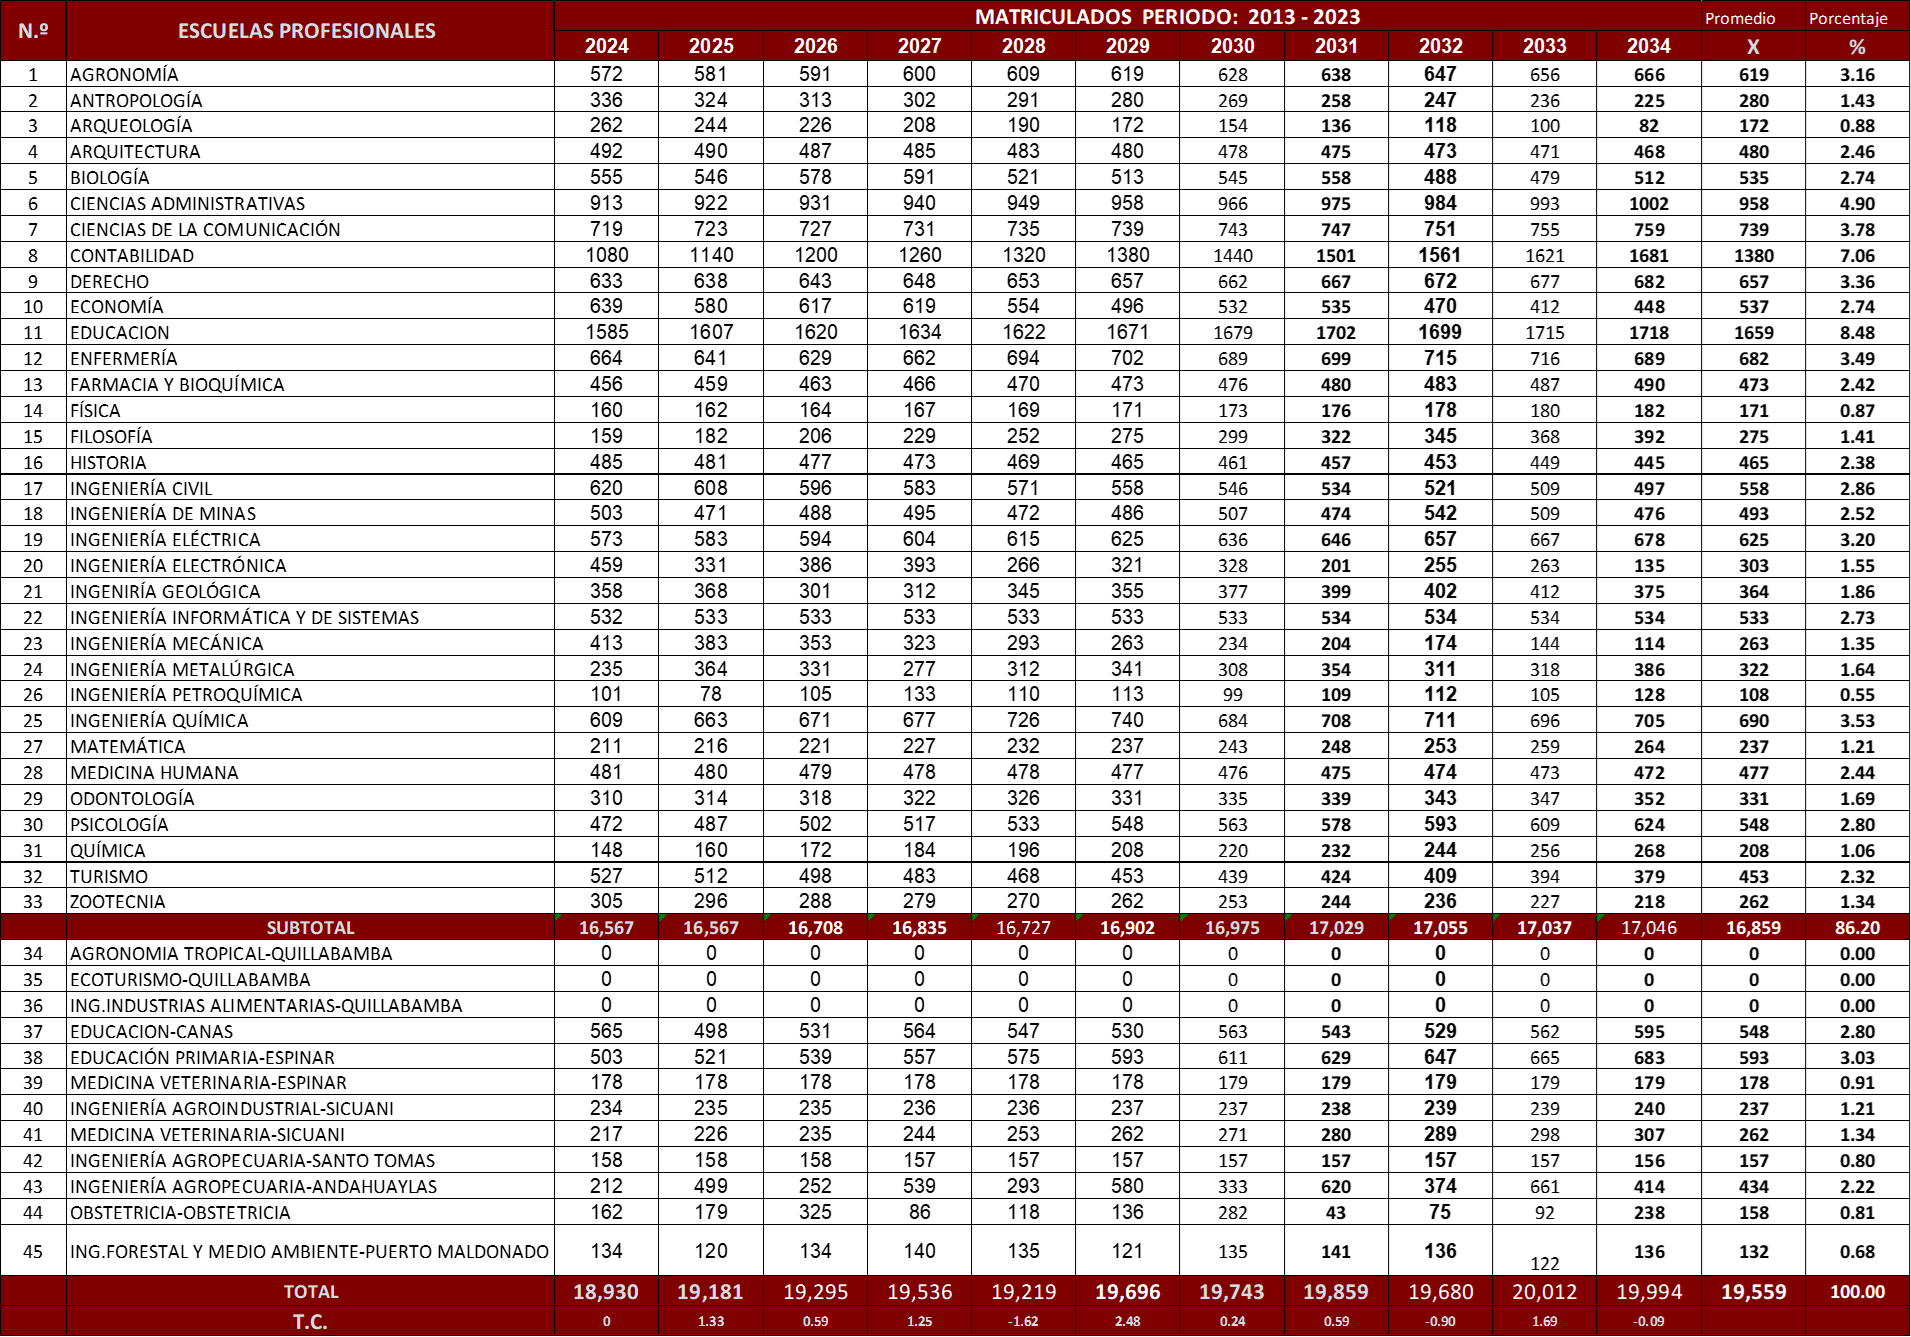 N.º ESCUELAS PROFESIONALES MATRICULADOS PERIODO: 2013 - 2023 Promedio Porcentaje
2024 2025 2026 2027 2028 2029 2030 2031 2032 2033 2034 X %
1 AGRONOMÍA 572 581 591 600 609 619 628 638 647 656 666 619 3.16
2 ANTROPOLOGÍA 336 324 313 302 291 280 269 258 247 236 225 280 1.43
3 ARQUEOLOGÍA 262 244 226 208 190 172 154 136 118 100 82 172 0.88
4 ARQUITECTURA 492 490 487 485 483 480 478 475 473 471 468 480 2.46
5 BIOLOGÍA 555 546 578 591 521 513 545 558 488 479 512 535 2.74
6 CIENCIAS ADMINISTRATIVAS 913 922 931 940 949 958 966 975 984 993 1002 958 4.90
7 CIENCIAS DE LA COMUNICACIÓN 719 723 727 731 735 739 743 747 751 755 759 739 3.78
8 CONTABILIDAD 1080 1140 1200 1260 1320 1380 1440 1501 1561 1621 1681 1380 7.06
9 DERECHO 633 638 643 648 653 657 662 667 672 677 682 657 3.36
10 ECONOMÍA 639 580 617 619 554 496 532 535 470 412 448 537 2.74
11 EDUCACION 1585 1607 1620 1634 1622 1671 1679 1702 1699 1715 1718 1659 8.48
12 ENFERMERÍA 664 641 629 662 694 702 689 699 715 716 689 682 3.49
13 FARMACIA Y BIOQUÍMICA 456 459 463 466 470 473 476 480 483 487 490 473 2.42
14 FÍSICA 160 162 164 167 169 171 173 176 178 180 182 171 0.87
15 FILOSOFÍA 159 182 206 229 252 275 299 322 345 368 392 275 1.41
16 HISTORIA 485 481 477 473 469 465 461 457 453 449 445 465 2.38
17 INGENIERÍA CIVIL 620 608 596 583 571 558 546 534 521 509 497 558 2.86
18 INGENIERÍA DE MINAS 503 471 488 495 472 486 507 474 542 509 476 493 2.52
19 INGENIERÍA ELÉCTRICA 573 583 594 604 615 625 636 646 657 667 678 625 3.20
20 INGENIERÍA ELECTRÓNICA 459 331 386 393 266 321 328 201 255 263 135 303 1.55
21 INGENIRÍA GEOLÓGICA 358 368 301 312 345 355 377 399 402 412 375 364 1.86
22 INGENIERÍA INFORMÁTICA Y DE SISTEMAS 532 533 533 533 533 533 533 534 534 534 534 533 2.73
23 INGENIERÍA MECÁNICA 413 383 353 323 293 263 234 204 174 144 114 263 1.35
24 INGENIERÍA METALÚRGICA 235 364 331 277 312 341 308 354 311 318 386 322 1.64
26 INGENIERÍA PETROQUÍMICA 101 78 105 133 110 113 99 109 112 105 128 108 0.55
25 INGENIERÍA QUÍMICA 609 663 671 677 726 740 684 708 711 696 705 690 3.53
27 MATEMÁTICA 211 216 221 227 232 237 243 248 253 259 264 237 1.21
28 MEDICINA HUMANA 481 480 479 478 478 477 476 475 474 473 472 477 2.44
29 ODONTOLOGÍA 310 314 318 322 326 331 335 339 343 347 352 331 1.69
30 PSICOLOGÍA 472 487 502 517 533 548 563 578 593 609 624 548 2.80
31 QUÍMICA 148 160 172 184 196 208 220 232 244 256 268 208 1.06
32 TURISMO 527 512 498 483 468 453 439 424 409 394 379 453 2.32
33 ZOOTECNIA 305 296 288 279 270 262 253 244 236 227 218 262 1.34
SUBTOTAL 16,567 16,567 16,708 16,835 16,727 16,902 16,975 17,029 17,055 17,037 17,046 16,859 86.20
34 AGRONOMIA TROPICAL-QUILLABAMBA 0 0 0 0 0 0 0 0 0 0 0 0 0.00
35 ECOTURISMO-QUILLABAMBA 0 0 0 0 0 0 0 0 0 0 0 0 0.00
36 ING.INDUSTRIAS ALIMENTARIAS-QUILLABAMBA 0 0 0 0 0 0 0 0 0 0 0 0 0.00
37 EDUCACION-CANAS 565 498 531 564 547 530 563 543 529 562 595 548 2.80
38 EDUCACIÓN PRIMARIA-ESPINAR 503 521 539 557 575 593 611 629 647 665 683 593 3.03
39 MEDICINA VETERINARIA-ESPINAR 178 178 178 178 178 178 179 179 179 179 179 178 0.91
40 INGENIERÍA AGROINDUSTRIAL-SICUANI 234 235 235 236 236 237 237 238 239 239 240 237 1.21
41 MEDICINA VETERINARIA-SICUANI 217 226 235 244 253 262 271 280 289 298 307 262 1.34
42 INGENIERÍA AGROPECUARIA-SANTO TOMAS 158 158 158 157 157 157 157 157 157 157 156 157 0.80
43 INGENIERÍA AGROPECUARIA-ANDAHUAYLAS 212 499 252 539 293 580 333 620 374 661 414 434 2.22
44 OBSTETRICIA-OBSTETRICIA 162 179 325 86 118 136 282 43 75 92 238 158 0.81
45 ING.FORESTAL Y MEDIO AMBIENTE-PUERTO MALDONADO 134 120 134 140 135 121 135 141 136 122 136 132 0.68
TOTAL 18,930 19,181 19,295 19,536 19,219 19,696 19,743 19,859 19,680 20,012 19,994 19,559 100.00
T.C. 0 1.33 0.59 1.25 -1.62 2.48 0.24 0.59 -0.90 1.69 -0.09